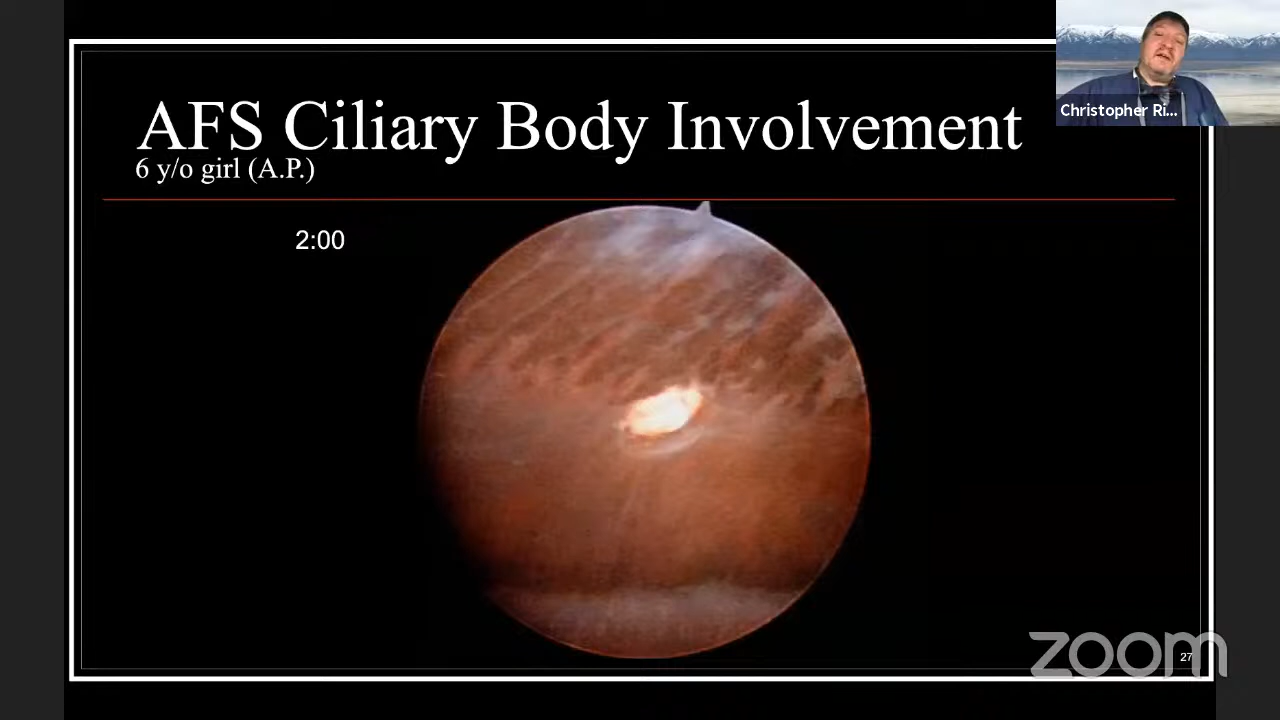 AFS Ciliary Body Involvement
6 y/o girl (A.P.)
2:00
Christopher Ri...
zoom
27